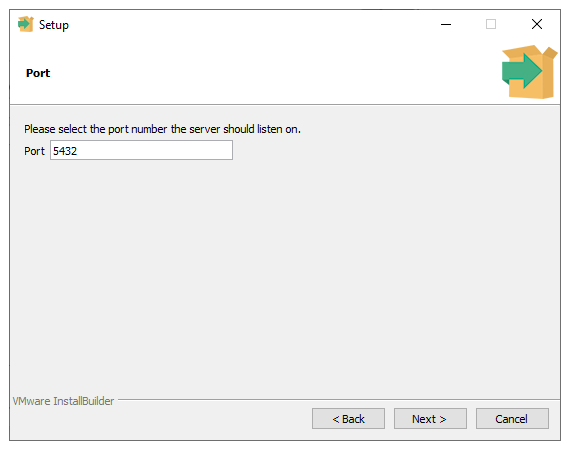 Setup
Port
Please select the port number the server should listen on.
Port 5432
VMware InstallBuilder
< Back Next > Cancel